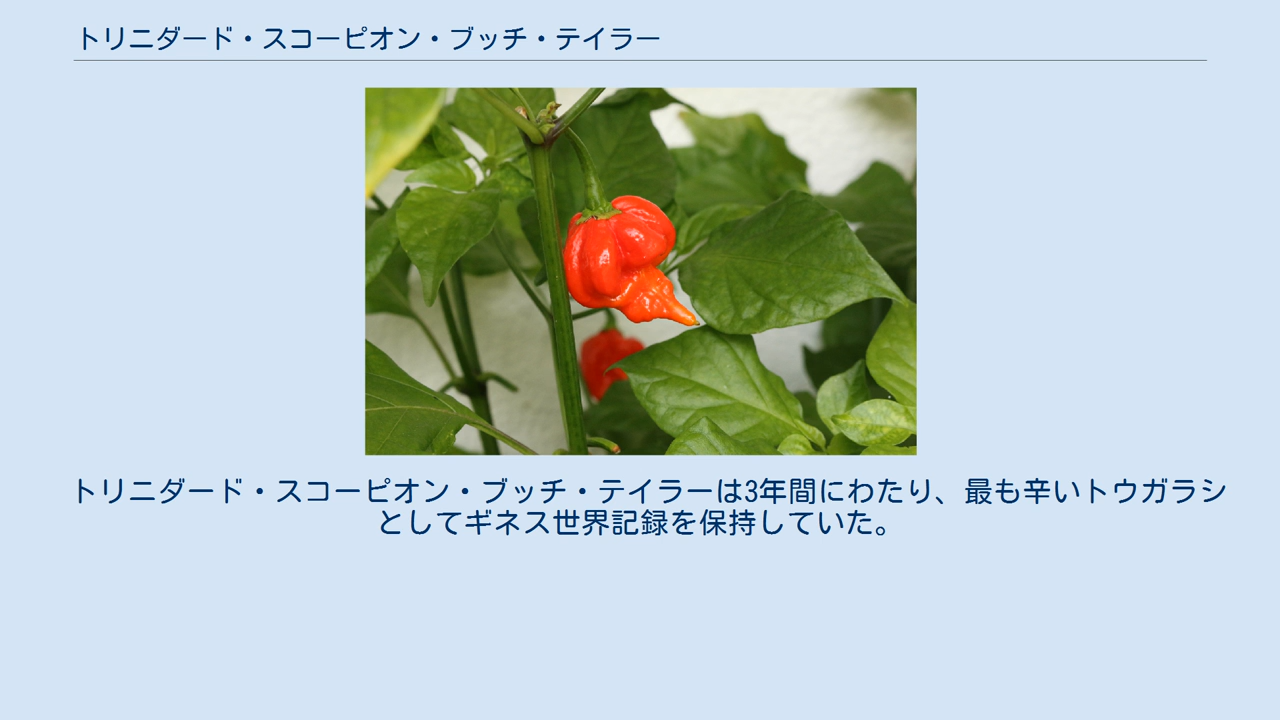 トリニダード・スコーピオン・ブッチ・テイラー
トリニダード・スコーピオン・ブッチ・テイラーは3年間にわたり、最も辛いトウガラシ
としてギネス世界記録を保持していた。